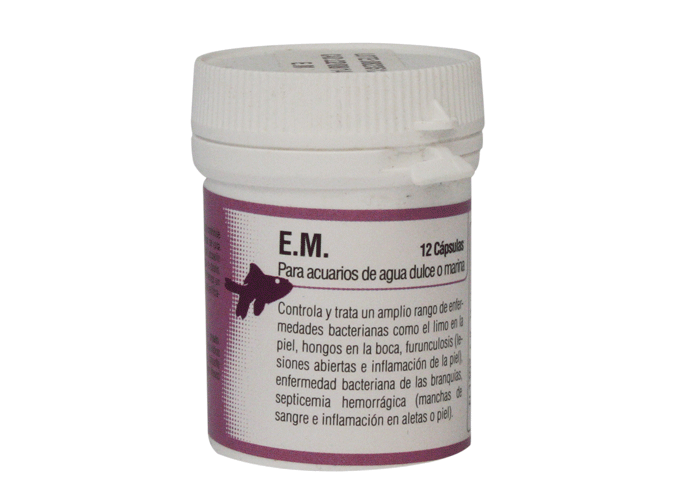 E.M.
E.M.
12 Cápsulas
Para acuarios de agua dulce o marina
Controla y trata un amplio rango de enfer-
medades bacterianas como el limo en la
piel, hongos en la boca, furunculosis (le-
siones abiertas e inflamación de la piel),
enfermedad bacteriana de las branquias,
septicemia hemorrágica (manchas de
sangre e inflamación en aletas o piel).